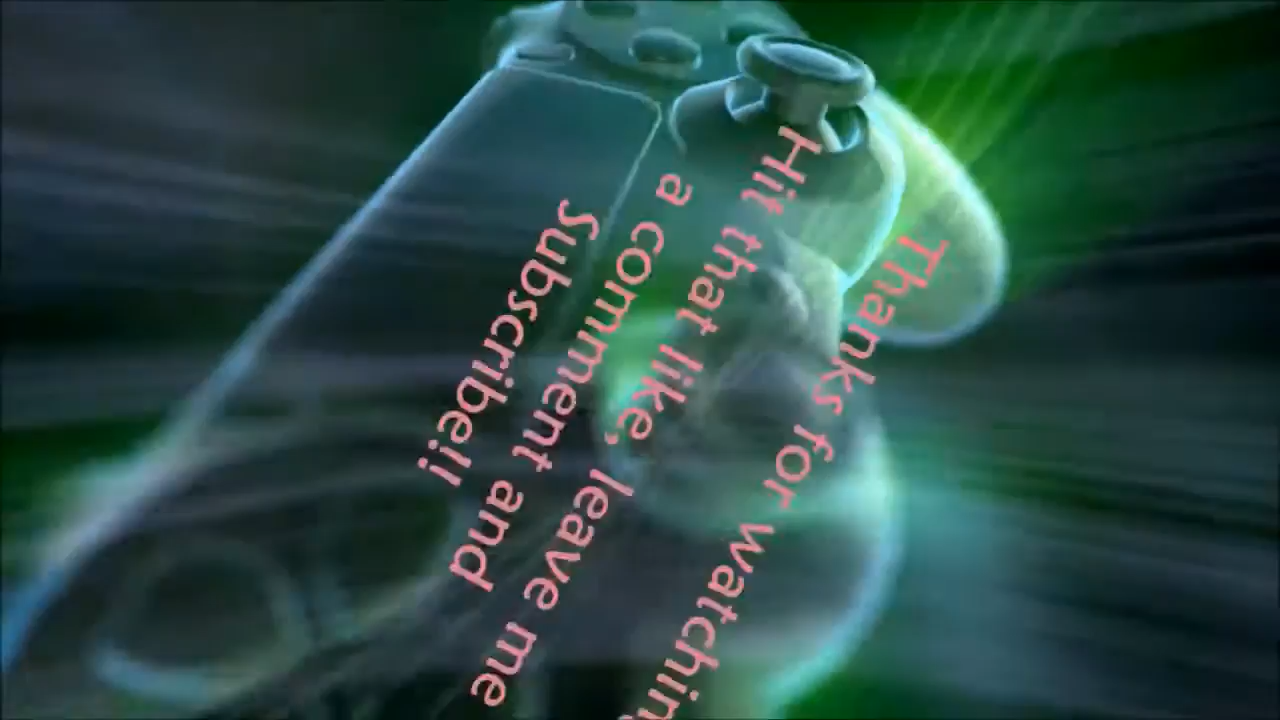 Thanks for watching
Hit that like, leave me
a comment and
Subscribe!!